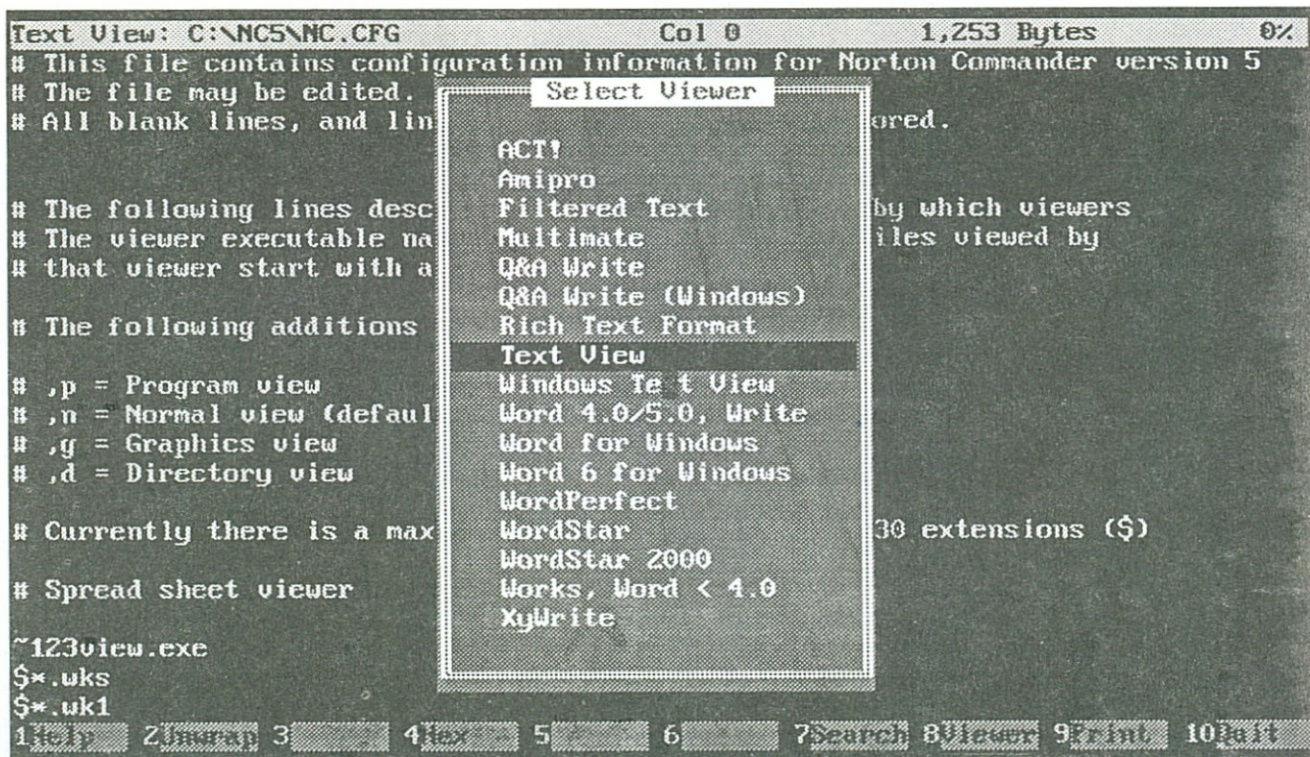 Text View: C:\NC5\NC.CFG Col 0 1,253 Bytes 0%
# This file contains configuration information for Norton Commander version 5
# The file may be edited.
# All blank lines, and lin ored.
# The following lines desc by which viewers
# The viewer executable na iles viewed by
# that viewer start with a
# The following additions
# ,p = Program view
# ,n = Normal view (defaul
# ,g = Graphics view
# ,d = Directory view
# Currently there is a max 30 extensions ($)
# Spread sheet viewer
~123view.exe
$*.wks
$*.wk1
Select Viewer
ACT!
Amipro
Filtered Text
Multimate
Q&A Write
Q&A Write (Windows)
Rich Text Format
Text View
Windows Te t View
Word 4.0/5.0, Write
Word for Windows
Word 6 for Windows
WordPerfect
WordStar
WordStar 2000
Works, Word < 4.0
XyWrite
1Help 2Unwrap 3 4Hex 5 6 7Search 8Viewer 9Print 10Quit